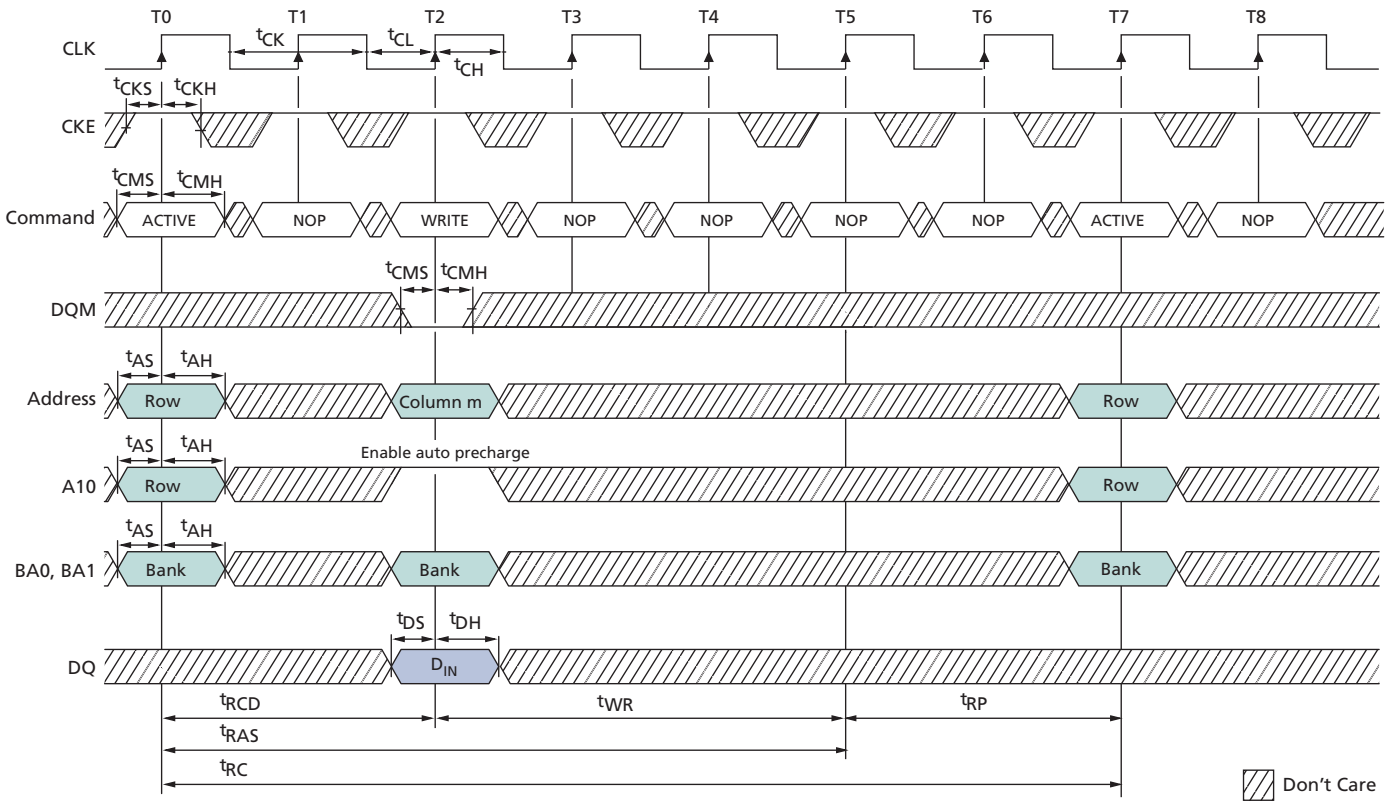 T0 T1 T2 T3 T4 T5 T6 T7 T8
CLK tCK tCL tCH
tCKS tCKH
CKE
tCMS tCMH
Command ACTIVE NOP WRITE NOP NOP NOP NOP ACTIVE NOP
tCMS tCMH
DQM
tAS tAH
Address Row Column m Row
tAS tAH Enable auto precharge
A10 Row Row
tAS tAH
BA0, BA1 Bank Bank Bank
tDS tDH
DQ DIN
tRCD tWR tRP
tRAS
tRC
Don't Care